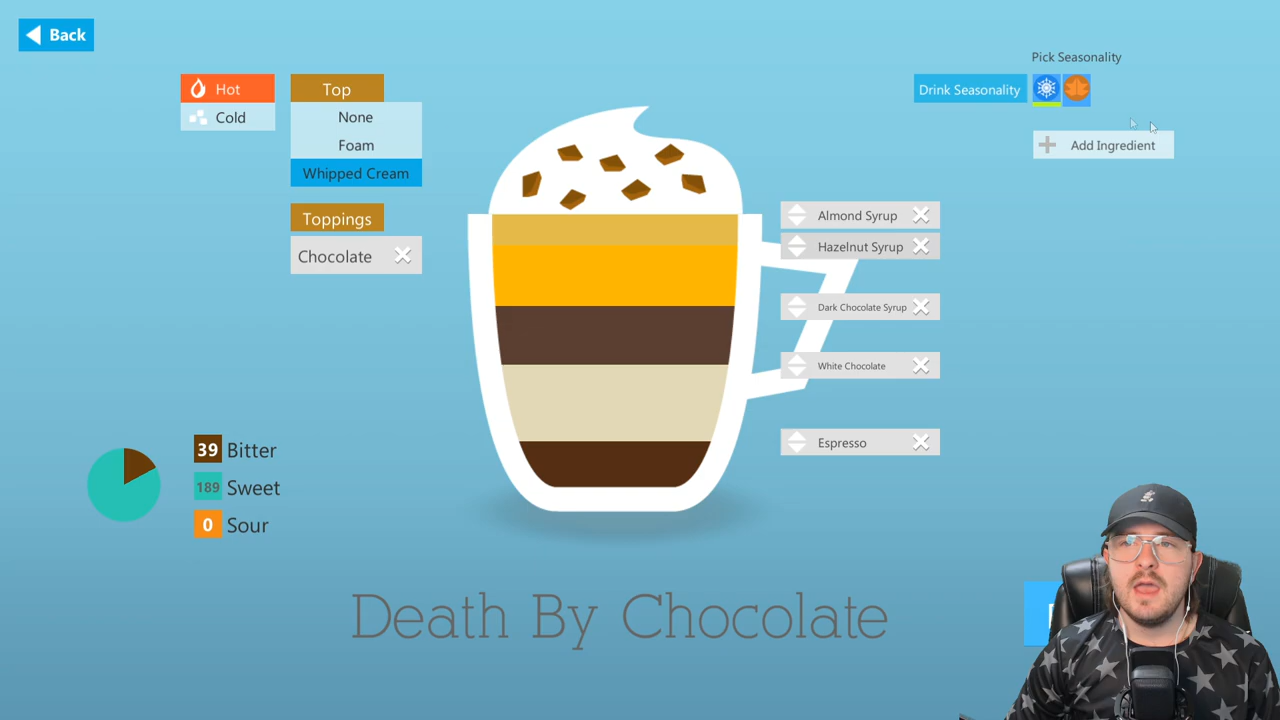 Back
Pick Seasonality
Hot
Top
Drink Seasonality
Cold
None
Foam
Add Ingredient
Whipped Cream
Toppings
Almond Syrup
Hazelnut Syrup
Chocolate
Dark Chocolate Syrup
White Chocolate
Espresso
39 Bitter
189 Sweet
0 Sour
Death By Chocolate